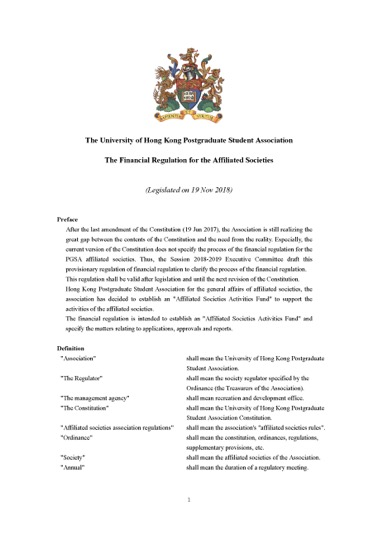 SAPIENTIA ET VIRTUS
The University of Hong Kong Postgraduate Student Association
The Financial Regulation for the Affiliated Societies
(Legislated on 19 Nov 2018)
Preface
After the last amendment of the Constitution (19 Jun 2017), the Association is still realizing the
great gap between the contents of the Constitution and the need from the reality. Especially, the
current version of the Constitution does not specify the process of the financial regulation for the
PGSA affiliated societies. Thus, the Session 2018-2019 Executive Committee draft this
provisionary regulation of financial regulation to clarify the process of the financial regulation.
This regulation shall be valid after legislation and until the next revision of the Constitution.
Hong Kong Postgraduate Student Association for the general affairs of affiliated societies, the
association has decided to establish an "Affiliated Societies Activities Fund" to support the
activities of the affiliated societies.
The financial regulation is intended to establish an "Affiliated Societies Activities Fund" and
specify the matters relating to applications, approvals and reports.
Definition
"Association" shall mean the University of Hong Kong Postgraduate
Student Association.
"The Regulator" shall mean the society regulator specified by the
Ordinance (the Treasurers of the Association).
"The management agency" shall mean recreation and development office.
"The Constitution" shall mean the University of Hong Kong Postgraduate
Student Association Constitution.
"Affiliated societies association regulations" shall mean the association's "affiliated societies rules".
"Ordinance" shall mean the constitution, ordinances, regulations,
supplementary provisions, etc.
"Society" shall mean the affiliated societies of the Association.
"Annual" shall mean the duration of a regulatory meeting.
1